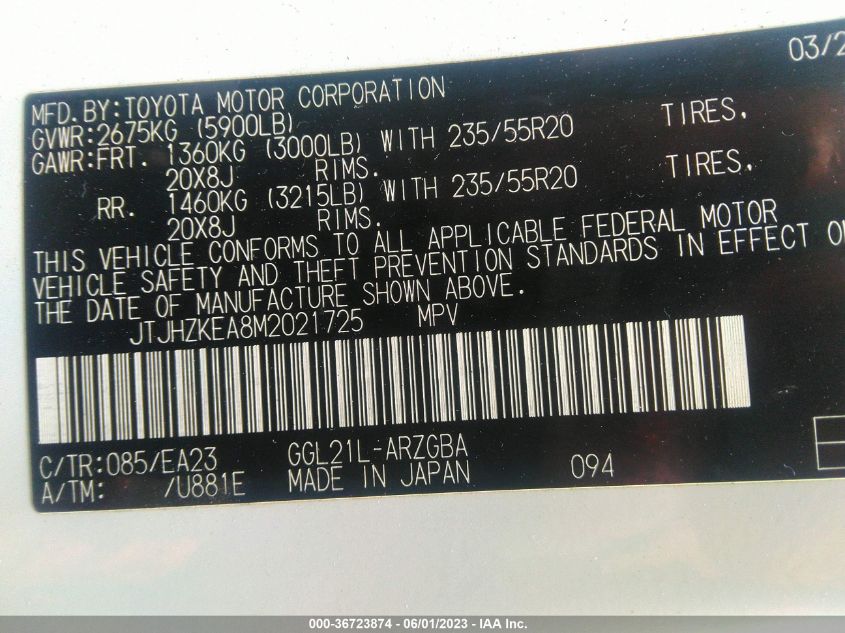 03/2
MFD.BY:TOYOTA MOTOR CORPORATION
GVWR:2675KG (5900LB)
GAWR:FRT. 1360KG (3000LB) WITH 235/55R20 TIRES.
20X8J RIMS.
RR. 1460KG (3215LB) WITH 235/55R20 TIRES.
20X8J RIMS.
THIS VEHICLE CONFORMS TO ALL APPLICABLE FEDERAL MOTOR
VEHICLE SAFETY AND THEFT PREVENTION STANDARDS IN EFFECT
THE DATE OF MANUFACTURE SHOWN ABOVE.
JTJHZKEA8M2021725 MPV
C/TR:085/EA23 GGL21L-ARZGBA
A/TM: /U881E MADE IN JAPAN 094
000-36723874 - 06/01/2023 - IAA Inc.